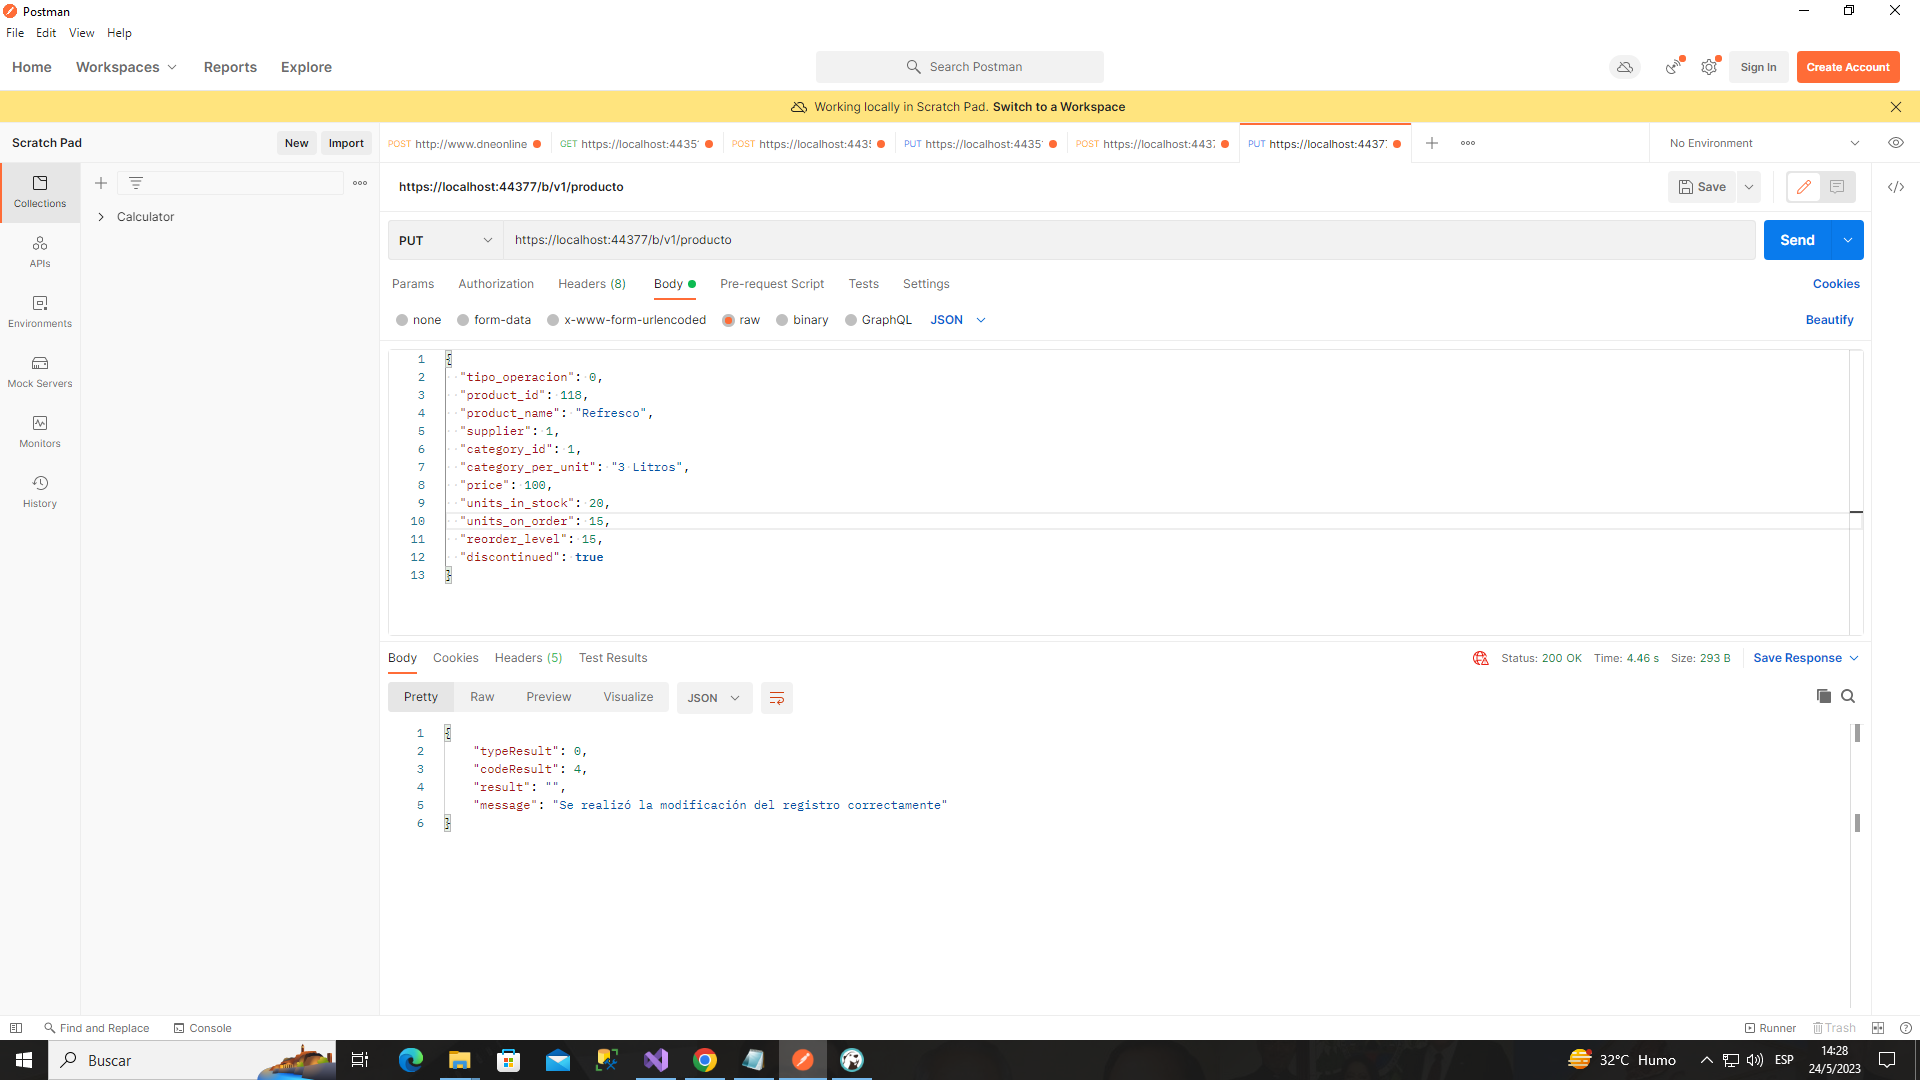 Postman
File Edit View Help
Home Workspaces Reports Explore
Search Postman
Sign In
Create Account
Working locally in Scratch Pad. Switch to a Workspace
Scratch Pad
New
Import
POST http://www.dneonline
GET https://localhost:4435
POST https://localhost:4435
PUT https://localhost:4435
POST https://localhost:4437
PUT https://localhost:4437
No Environment
Collections
APIs
Environments
Mock Servers
Monitors
History
Calculator
https://localhost:44377/b/v1/producto
Save
PUT
https://localhost:44377/b/v1/producto
Send
Params Authorization Headers (8) Body Pre-request Script Tests Settings
Cookies
none form-data x-www-form-urlencoded raw binary GraphQL JSON
Beautify
1 {
2 "tipo_operacion": 0,
3 "product_id": 118,
4 "product_name": "Refresco",
5 "supplier": 1,
6 "category_id": 1,
7 "category_per_unit": "3 Litros",
8 "price": 100,
9 "units_in_stock": 20,
10 "units_on_order": 15,
11 "reorder_level": 15,
12 "discontinued": true
13 }
Body Cookies Headers (5) Test Results
Status: 200 OK Time: 4.46 s Size: 293 B
Save Response
Pretty Raw Preview Visualize
JSON
1 {
2 "typeResult": 0,
3 "codeResult": 4,
4 "result": "",
5 "message": "Se realizó la modificación del registro correctamente"
6 }
Find and Replace
Console
Runner
Trash
Buscar
32°C Humo
ESP
14:28
24/5/2023